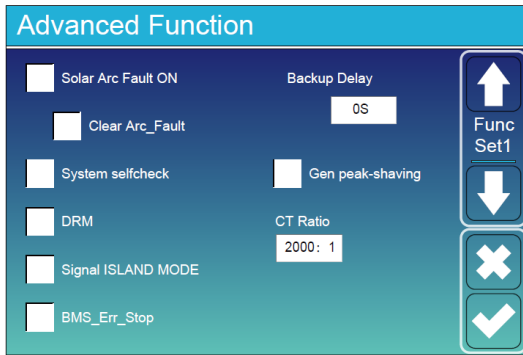 Advanced Function
Solar Arc Fault ON
Clear Arc_Fault
System selfcheck
DRM
Signal ISLAND MODE
BMS_Err_Stop
Backup Delay
0S
Gen peak-shaving
CT Ratio
2000: 1
Func
Set1